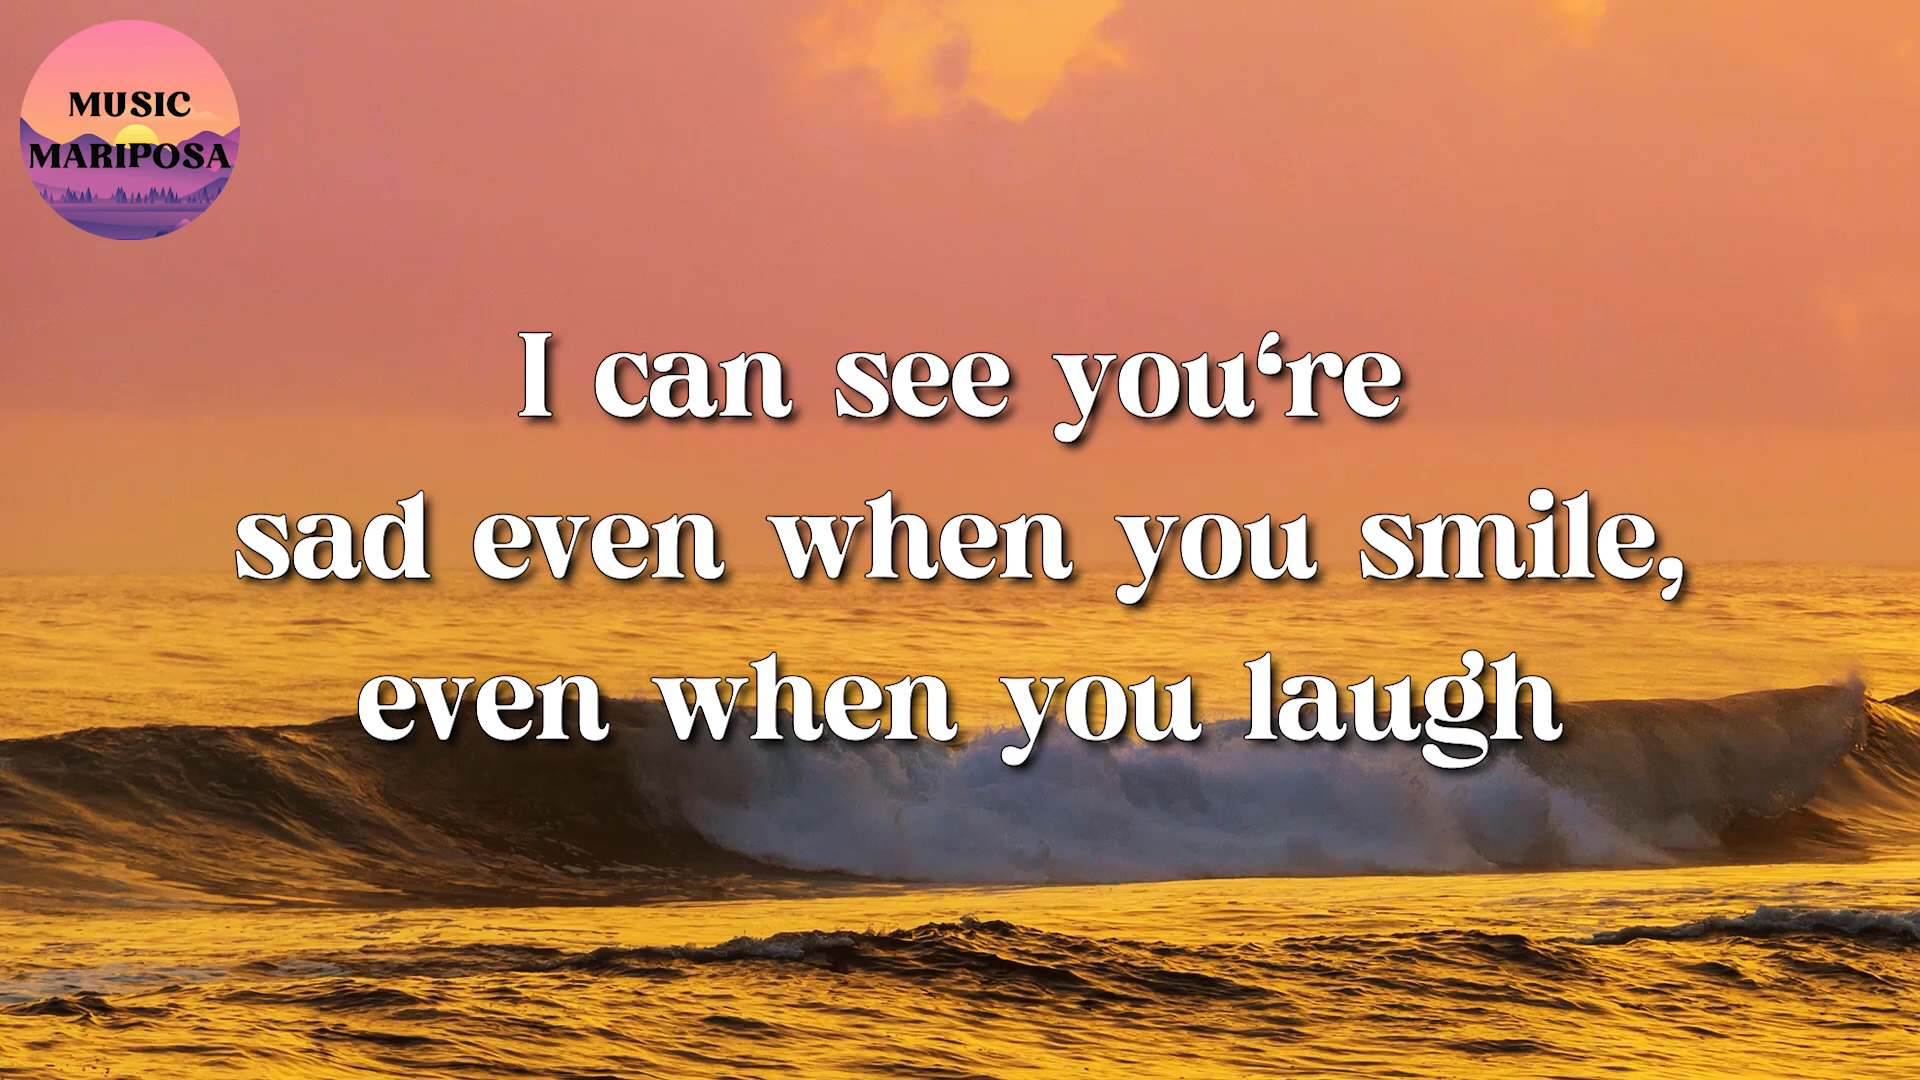 MUSIC
MARIPOSA
I can see you‘re
sad even when you smile,
even when you laugh